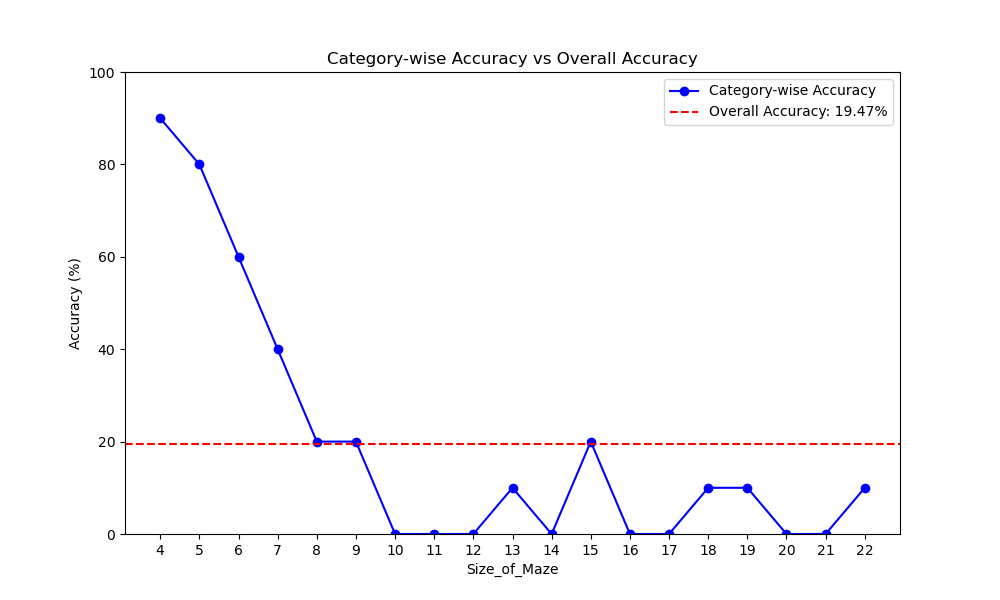 Category-wise Accuracy vs Overall Accuracy
Category-wise Accuracy
Overall Accuracy: 19.47%
Accuracy (%)
100
80
60
40
20
0
4 5 6 7 8 9 10 11 12 13 14 15 16 17 18 19 20 21 22
Size_of_Maze